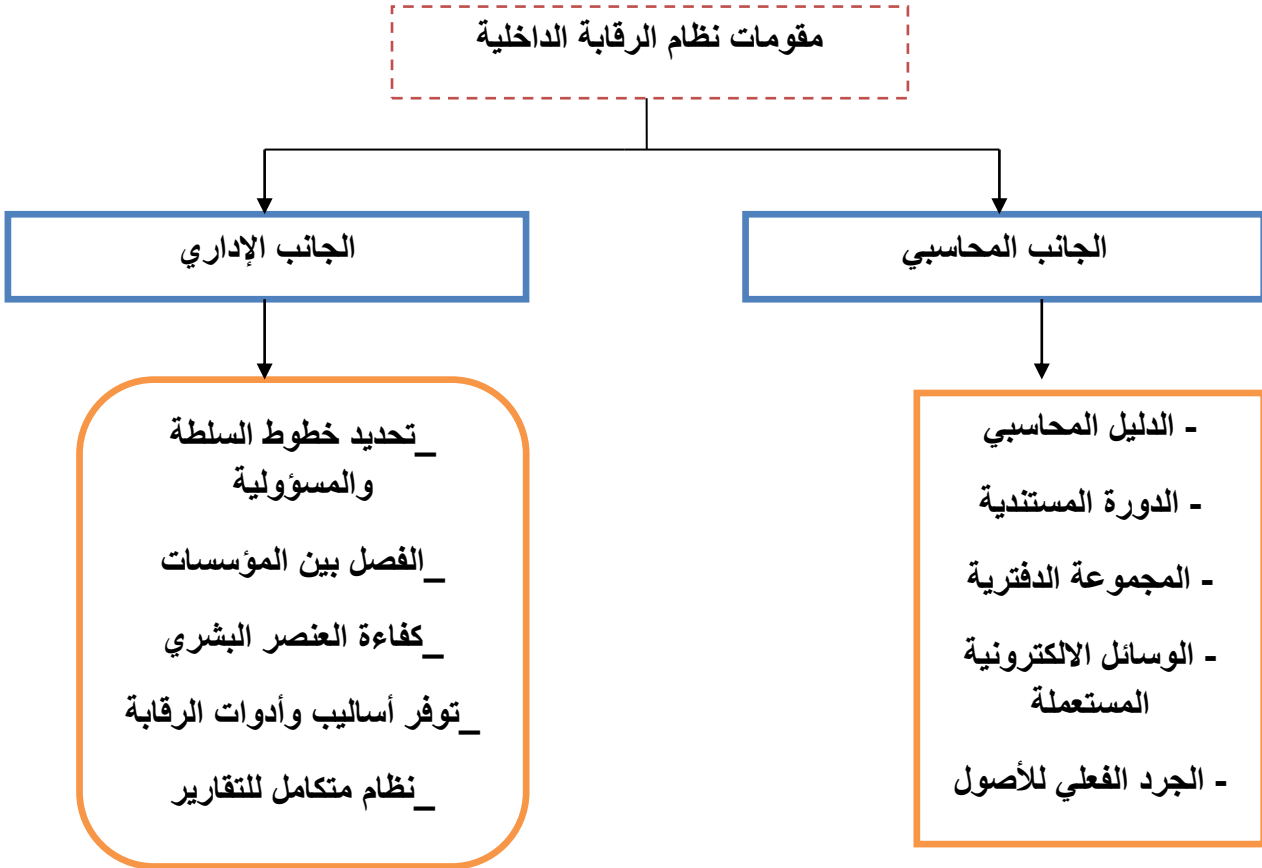 مقومات نظام الرقابة الداخلية
الجانب المحاسبي
الجانب الإداري
- الدليل المحاسبي
- الدورة المستندية
- المجموعة الدفترية
- الوسائل الالكترونية
المستعملة
- الجرد الفعلي للأصول
_تحديد خطوط السلطة
والمسؤولية
_الفصل بين المؤسسات
_كفاءة العنصر البشري
_توفر أساليب وأدوات الرقابة
_نظام متكامل للتقارير